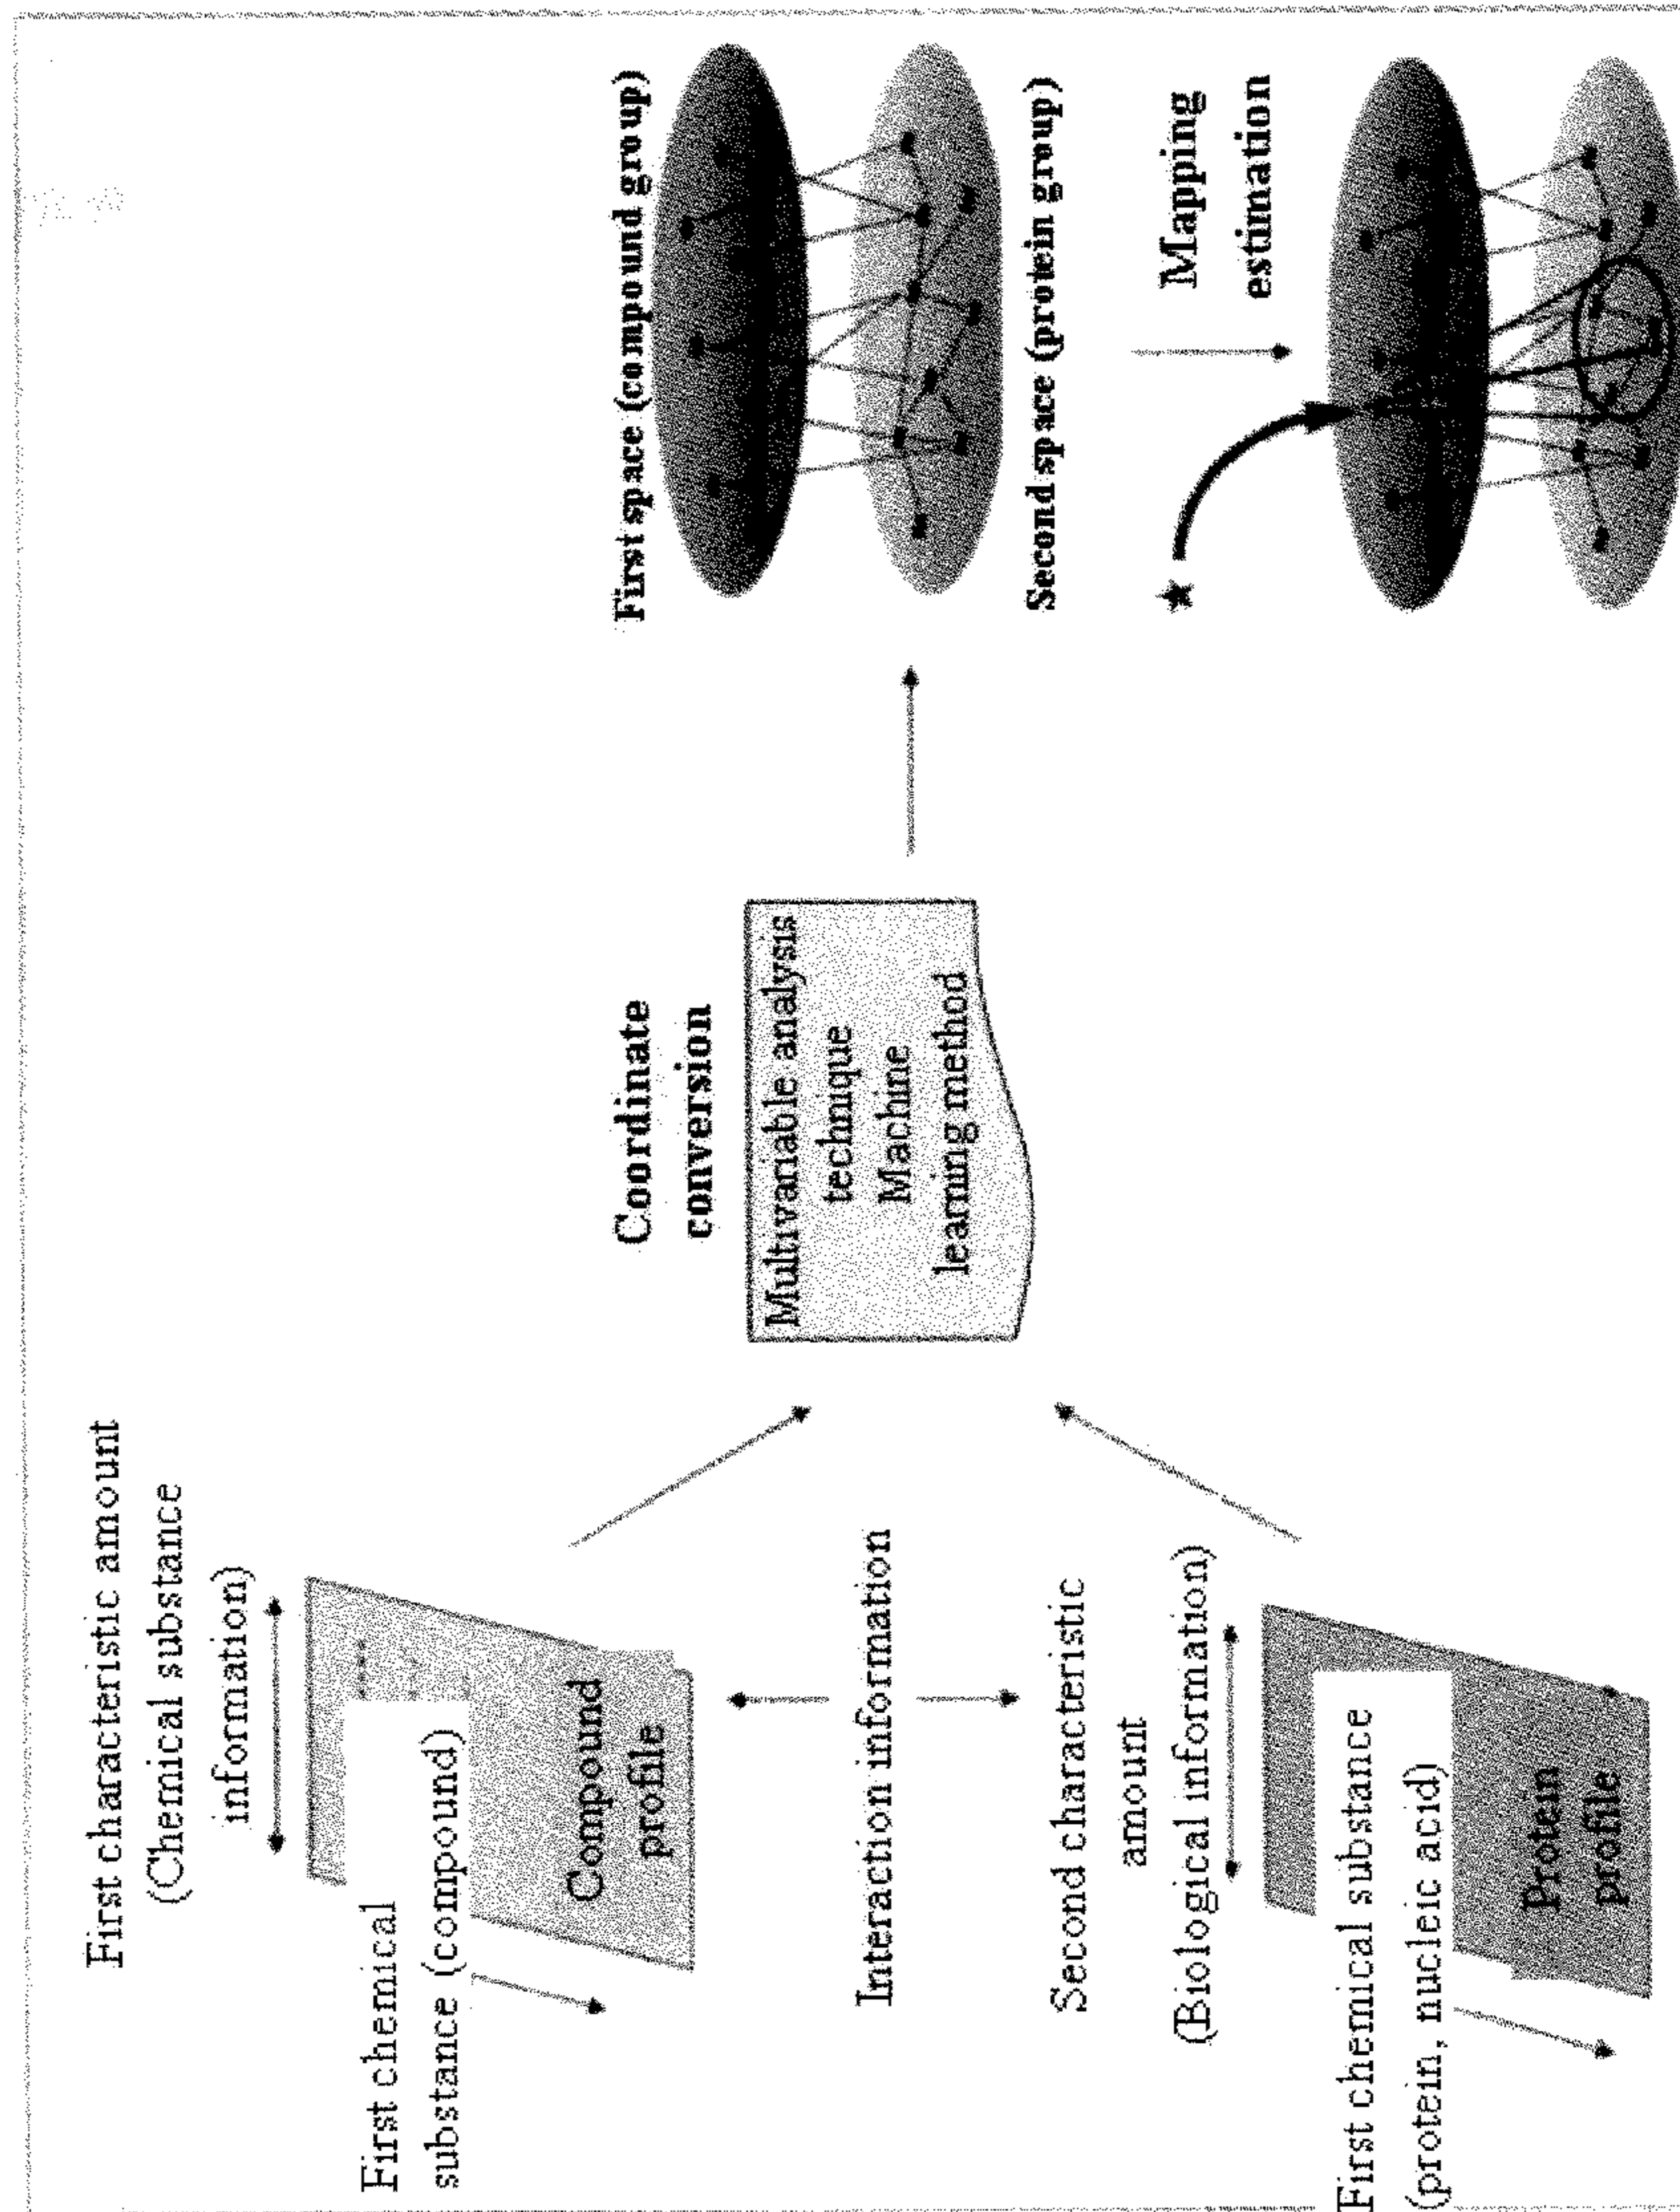 First characteristic amount
(Chemical substance
information)
First chemical
substance (compound)
Compound
profile
Interaction information
Second characteristic
amount
(Biological information)
First chemical substance
(protein, nucleic acid)
Protein
profile
Coordinate
conversion
Multivariable analysis
technique
Machine
learning method
First space (compound group)
Second space (protein group)
Mapping
estimation